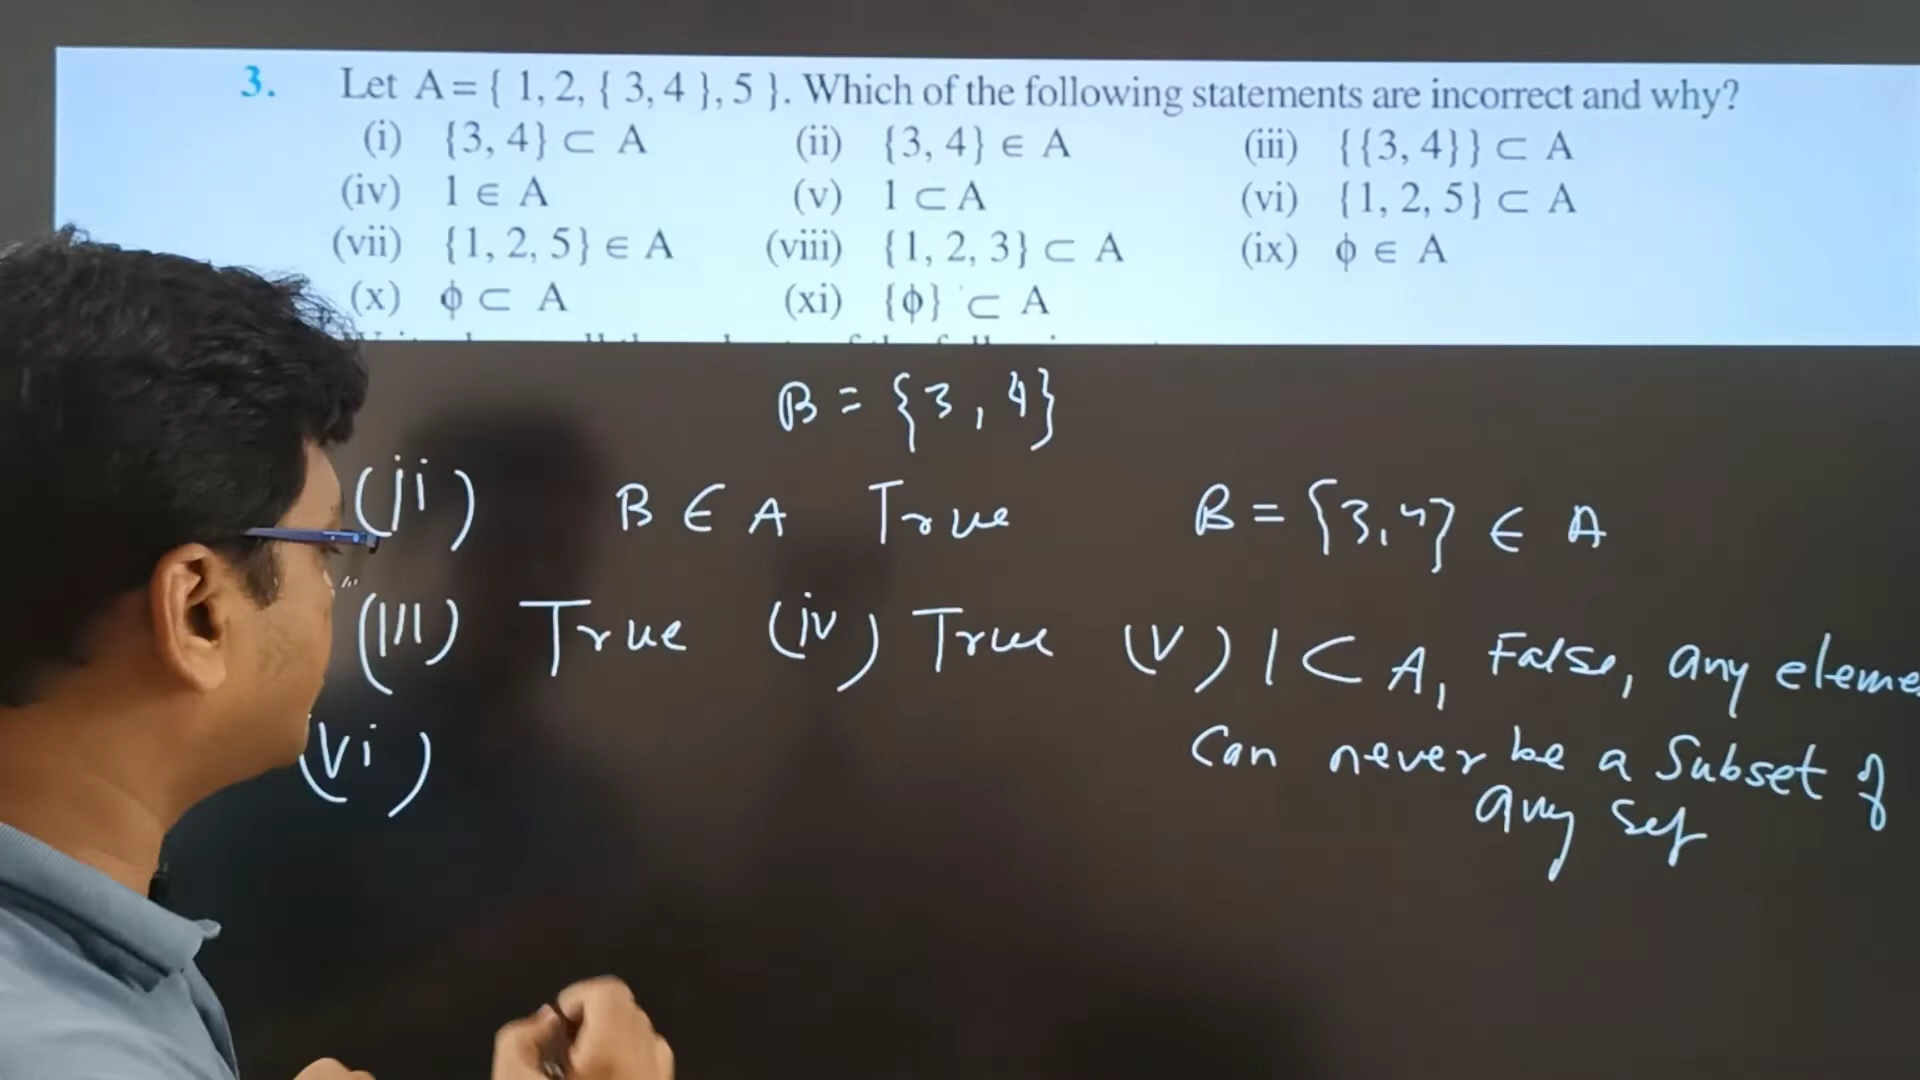 3. Let A = { 1, 2, { 3, 4 }, 5 }. Which of the following statements are incorrect and why?
(i) {3, 4} ⊂ A (ii) {3, 4} ∈ A (iii) {{3, 4}} ⊂ A
(iv) 1 ∈ A (v) 1 ⊂ A (vi) {1, 2, 5} ⊂ A
(vii) {1, 2, 5} ∈ A (viii) {1, 2, 3} ⊂ A (ix) ϕ ∈ A
(x) ϕ ⊂ A (xi) {ϕ} ⊂ A
B = {3, 4}
(ii) B ∈ A True B = {3,4} ∈ A
(III) True (iv) True (V) 1 ⊂ A, False, any eleme
(Vi) Can never be a Subset of
any Set